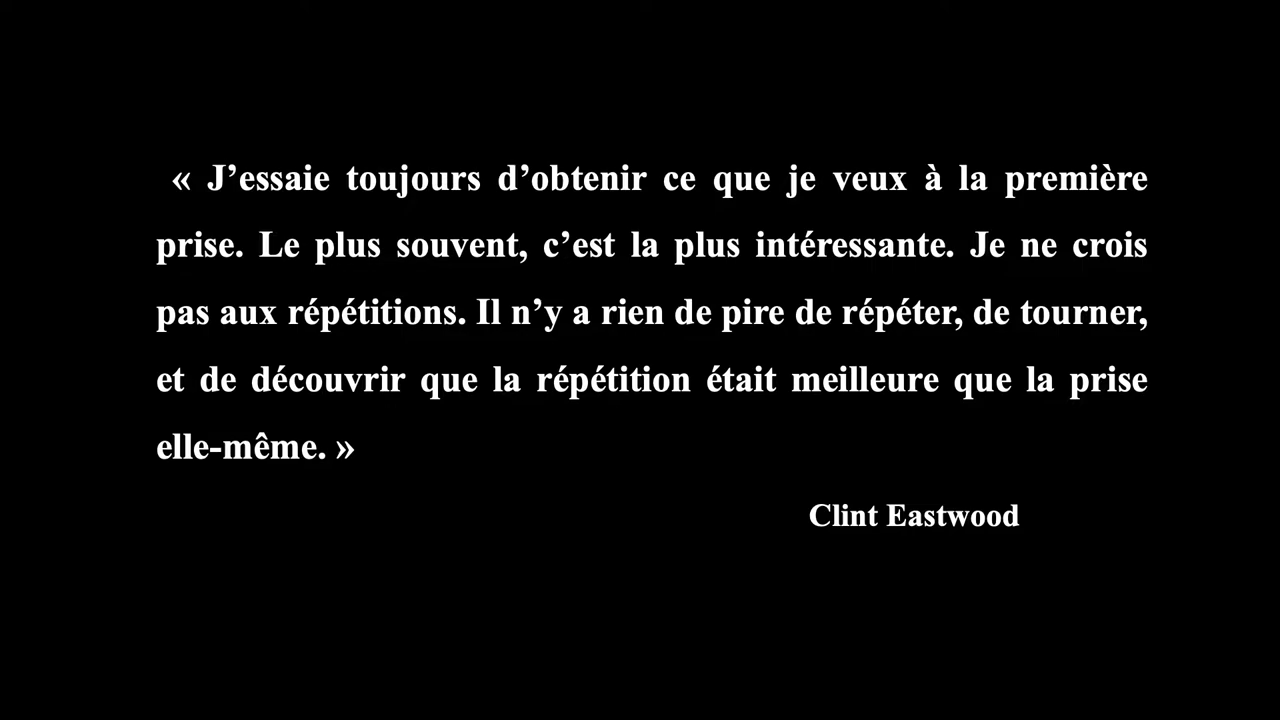 « J’essaie toujours d’obtenir ce que je veux à la première
prise. Le plus souvent, c’est la plus intéressante. Je ne crois
pas aux répétitions. Il n’y a rien de pire de répéter, de tourner,
et de découvrir que la répétition était meilleure que la prise
elle-même. »
Clint Eastwood